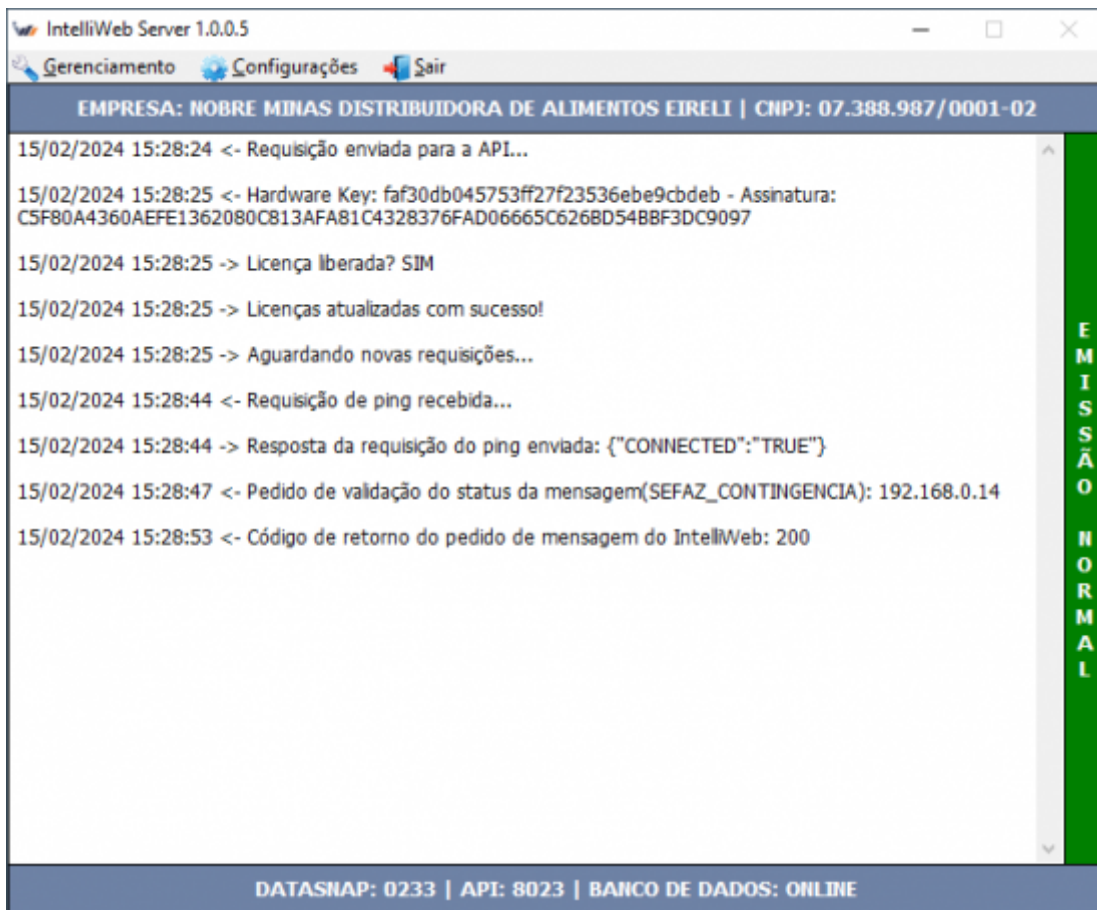 IntelliWeb Server 1.0.0.5
Gerenciamento Configurações Sair
EMPRESA: NOBRE MINAS DISTRIBUIDORA DE ALIMENTOS EIRELI | CNPJ: 07.388.987/0001-02
15/02/2024 15:28:24 <- Requisição enviada para a API...
15/02/2024 15:28:25 <- Hardware Key: faf30db045753ff27f23536ebe9cbdeb - Assinatura:
C5F80A4360AEFE1362080C813AFA81C4328376FAD06665C626BD54BBF3DC9097
15/02/2024 15:28:25 -> Licença liberada? SIM
15/02/2024 15:28:25 -> Licenças atualizadas com sucesso!
15/02/2024 15:28:25 -> Aguardando novas requisições...
15/02/2024 15:28:44 <- Requisição de ping recebida...
15/02/2024 15:28:44 -> Resposta da requisição do ping enviada: {"CONNECTED":"TRUE"}
15/02/2024 15:28:47 <- Pedido de validação do status da mensagem(SEFAZ_CONTINGENCIA): 192.168.0.14
15/02/2024 15:28:53 <- Código de retorno do pedido de mensagem do IntelliWeb: 200
EMISSÃO NORMAL
DATASNAP: 0233 | API: 8023 | BANCO DE DADOS: ONLINE